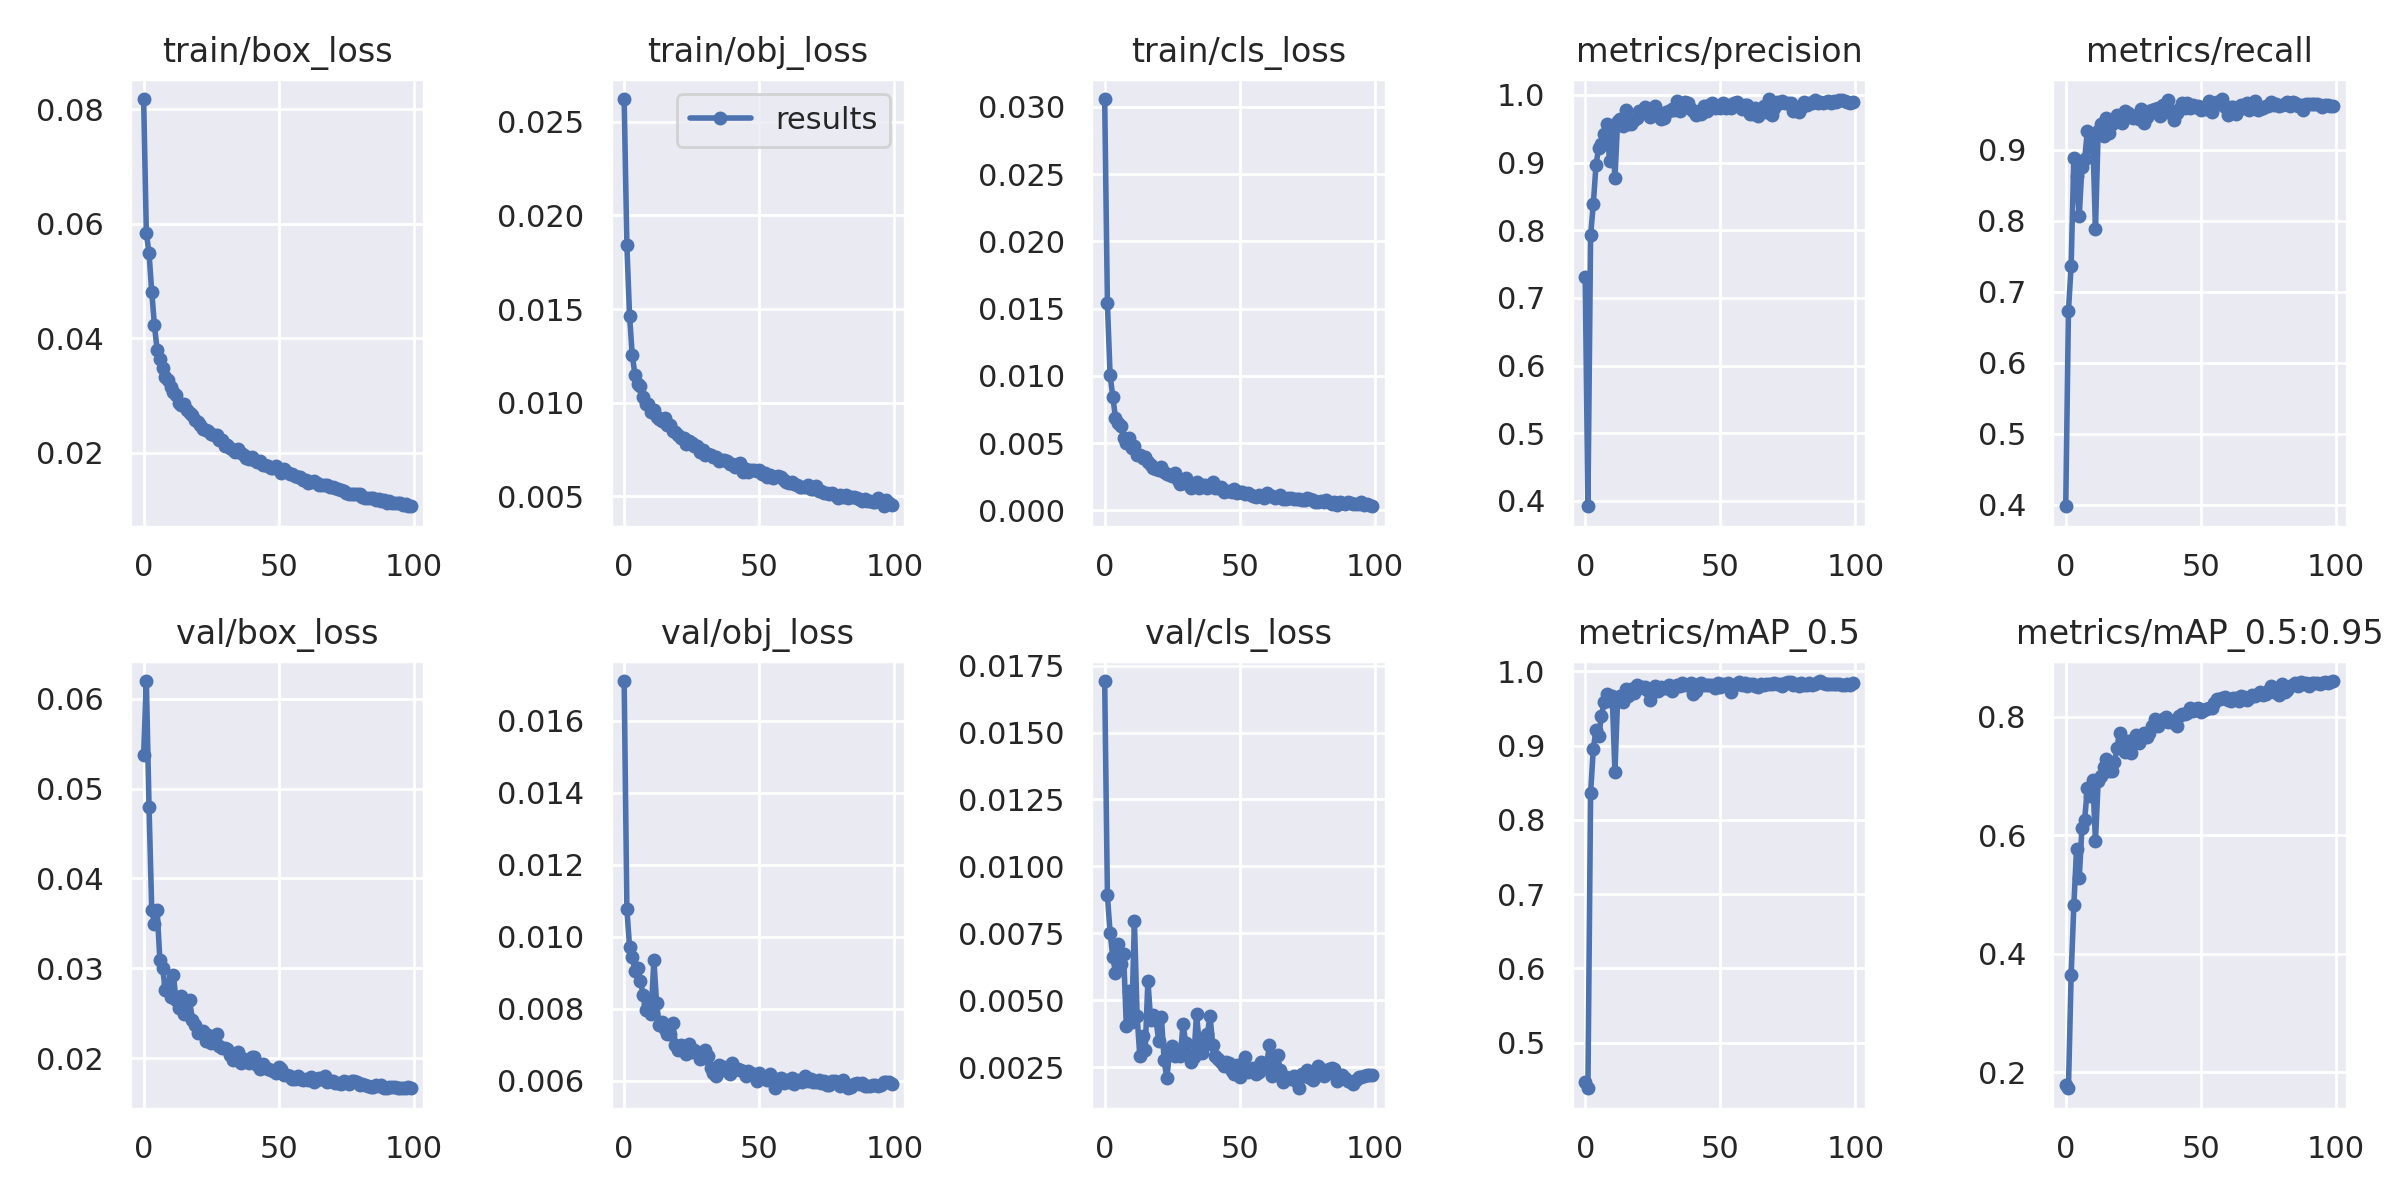 train/box_loss
0.08
0.06
0.04
0.02
0 50 100
train/obj_loss
results
0.025
0.020
0.015
0.010
0.005
0 50 100
train/cls_loss
0.030
0.025
0.020
0.015
0.010
0.005
0.000
0 50 100
metrics/precision
1.0
0.9
0.8
0.7
0.6
0.5
0.4
0 50 100
metrics/recall
0.9
0.8
0.7
0.6
0.5
0.4
0 50 100
val/box_loss
0.06
0.05
0.04
0.03
0.02
0 50 100
val/obj_loss
0.016
0.014
0.012
0.010
0.008
0.006
0 50 100
val/cls_loss
0.0175
0.0150
0.0125
0.0100
0.0075
0.0050
0.0025
0 50 100
metrics/mAP_0.5
1.0
0.9
0.8
0.7
0.6
0.5
0 50 100
metrics/mAP_0.5:0.95
0.8
0.6
0.4
0.2
0 50 100